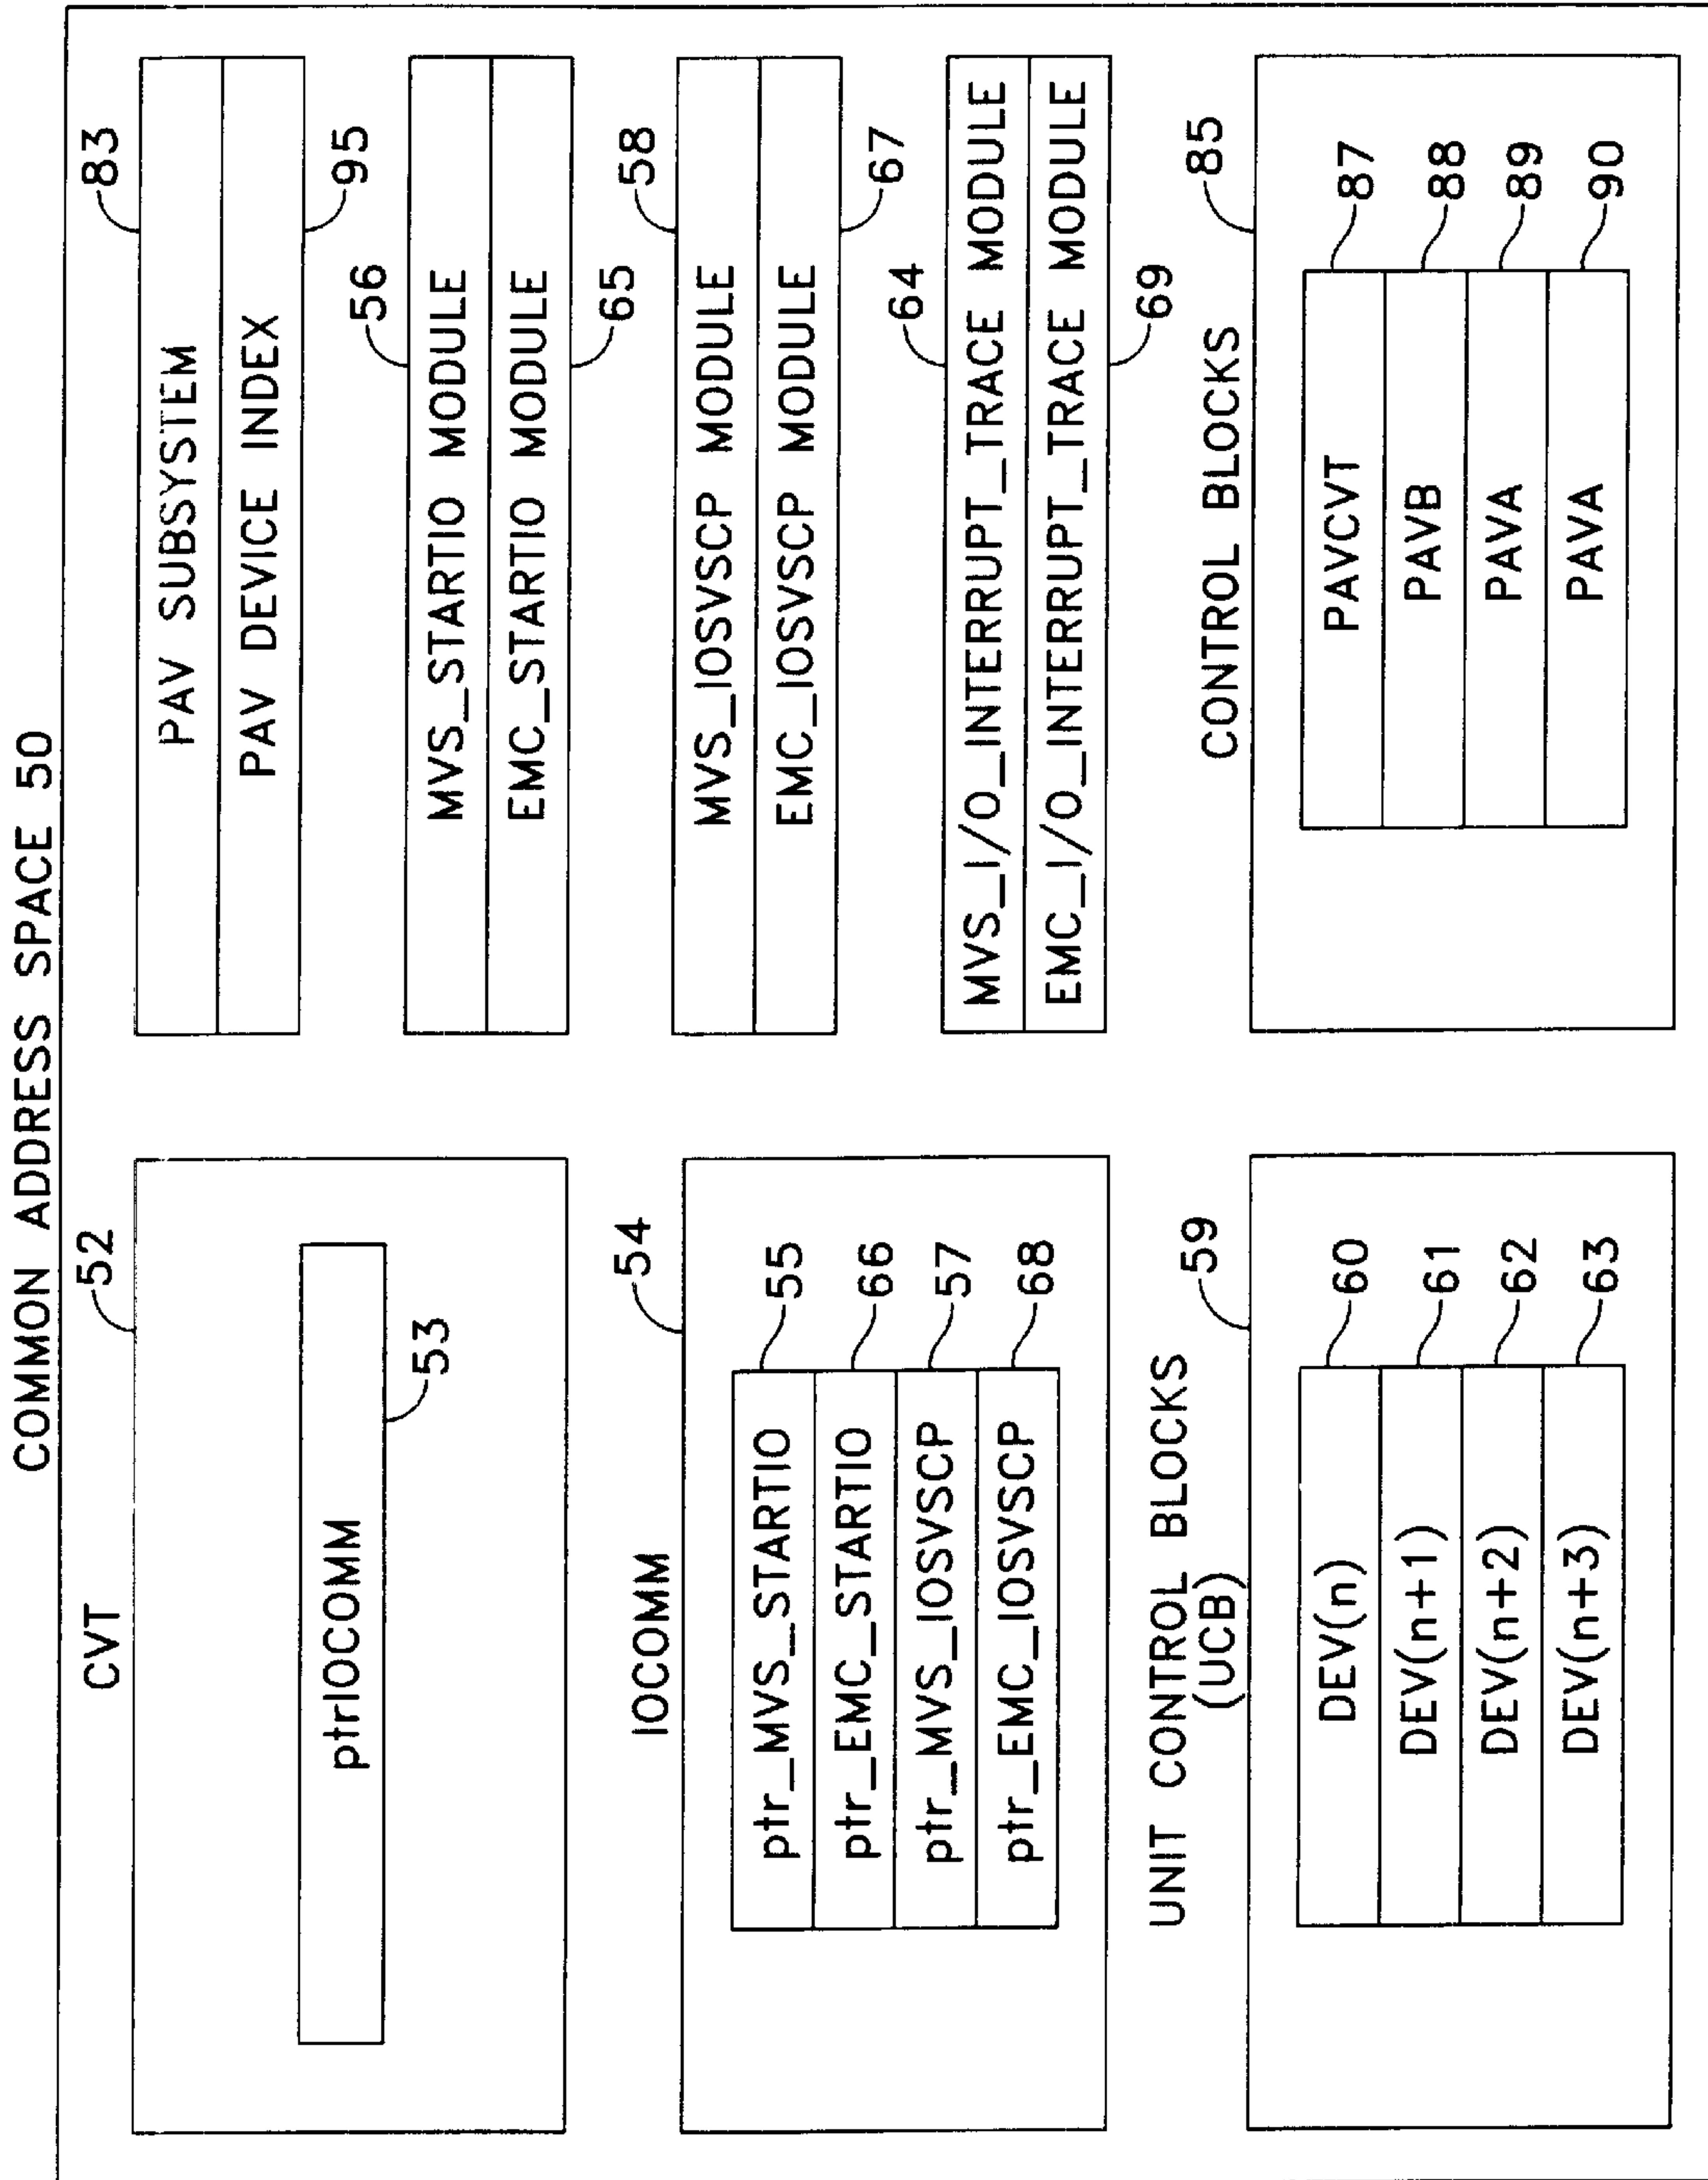 COMMON ADDRESS SPACE 50
CVT
52
ptrIOCOMM
53
IOCOMM
54
ptr_MVS_STARTIO 55
ptr_EMC_STARTIO 66
ptr_MVS_IOSVSCP 57
ptr_EMC_IOSVSCP 68
UNIT CONTROL BLOCKS
(UCB)
59
DEV(n) 60
DEV(n+1) 61
DEV(n+2) 62
DEV(n+3) 63
83
PAV SUBSYSTEM
PAV DEVICE INDEX
95
56
MVS_STARTIO MODULE
EMC_STARTIO MODULE
65
58
MVS_IOSVSCP MODULE
EMC_IOSVSCP MODULE
67
64
MVS_I/O_INTERRUPT_TRACE MODULE
EMC_I/O_INTERRUPT_TRACE MODULE
69
CONTROL BLOCKS
85
PAVCVT 87
PAVB 88
PAVA 89
PAVA 90